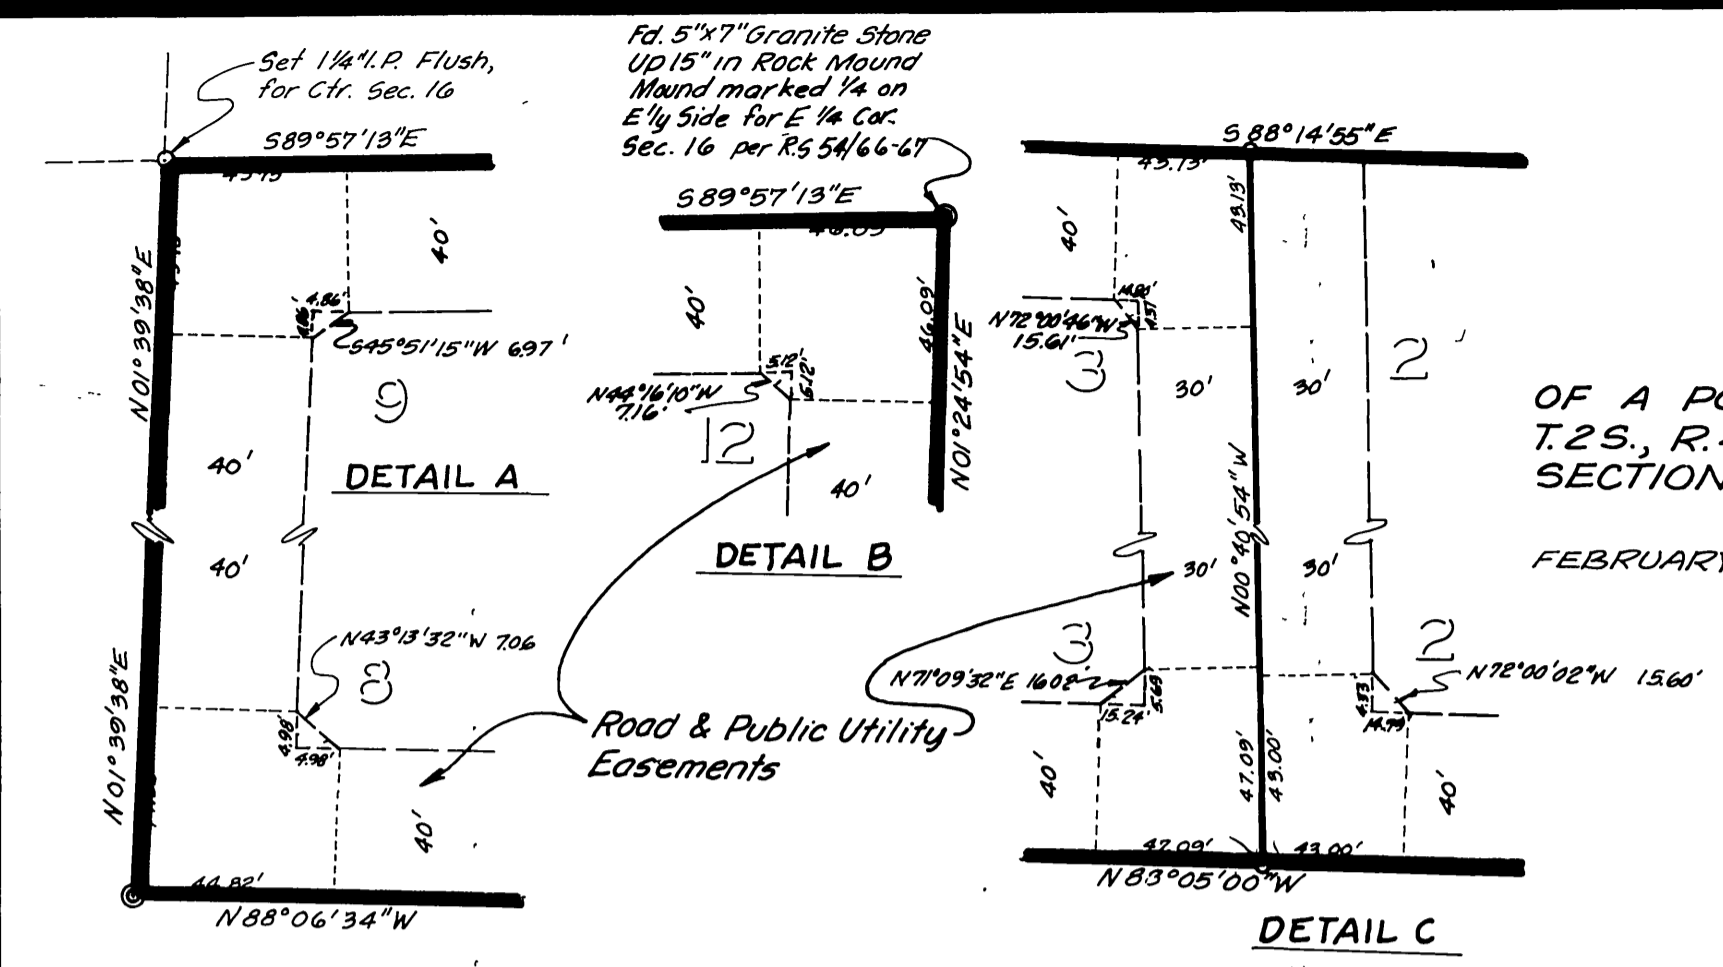 Set 1¼" I.P. Flush,
for Ctr. Sec. 16
S89°57'13"E
N01°39'38"E
40'
4.86'
S45°51'15"W 6.97'
9
40'
DETAIL A
40'
N43°13'32"W 7.06
8
4.98'
4.98'
N01°39'38"E
40'
44.82'
N88°06'34"W
Fd. 5"x7" Granite Stone
Up 15" in Rock Mound
Mound marked ¼ on
E'ly Side for E ¼ Cor.
Sec. 16 per R.S 54/66-67
S89°57'13"E
46.09
40'
46.09'
N01°24'54"E
5.12'
5.12'
N44°16'10"W
7.16'
12
40'
DETAIL B
Road & Public Utility
Easements
S 88°14'55"E
43.13'
43.13'
40'
N72°00'46"W
15.61'
3
30'
30'
2
N00°40'54"W
30'
30'
3
2
N71°09'32"E 16.02'
15.24'
5.69
N72°00'02"W 15.60'
4.53
14.79'
40'
47.09'
43.00'
40'
47.09'
43.00'
N83°05'00"W
DETAIL C
OF A
T.2S., R.
SECTION
FEBRUARY